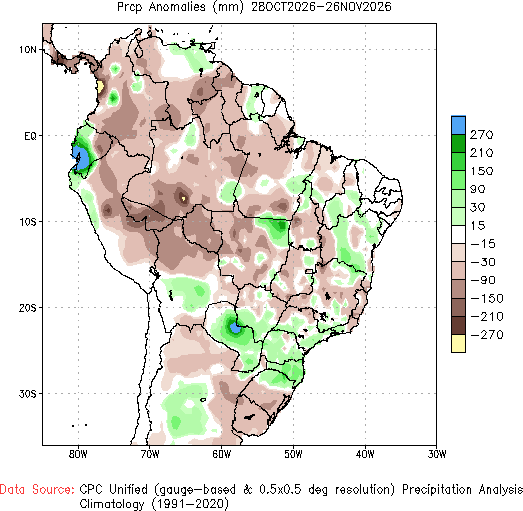 Prcp Anomalies (mm) 28OCT2026–26NOV2026
10N
EQ
10S
20S
30S
80W 70W 60W 50W 40W 30W
270
210
150
90
30
15
−15
−30
−90
−150
−210
−270
Data Source: CPC Unified (gauge−based & 0.5x0.5 deg resolution) Precipitation Analysis
Climatology (1991−2020)